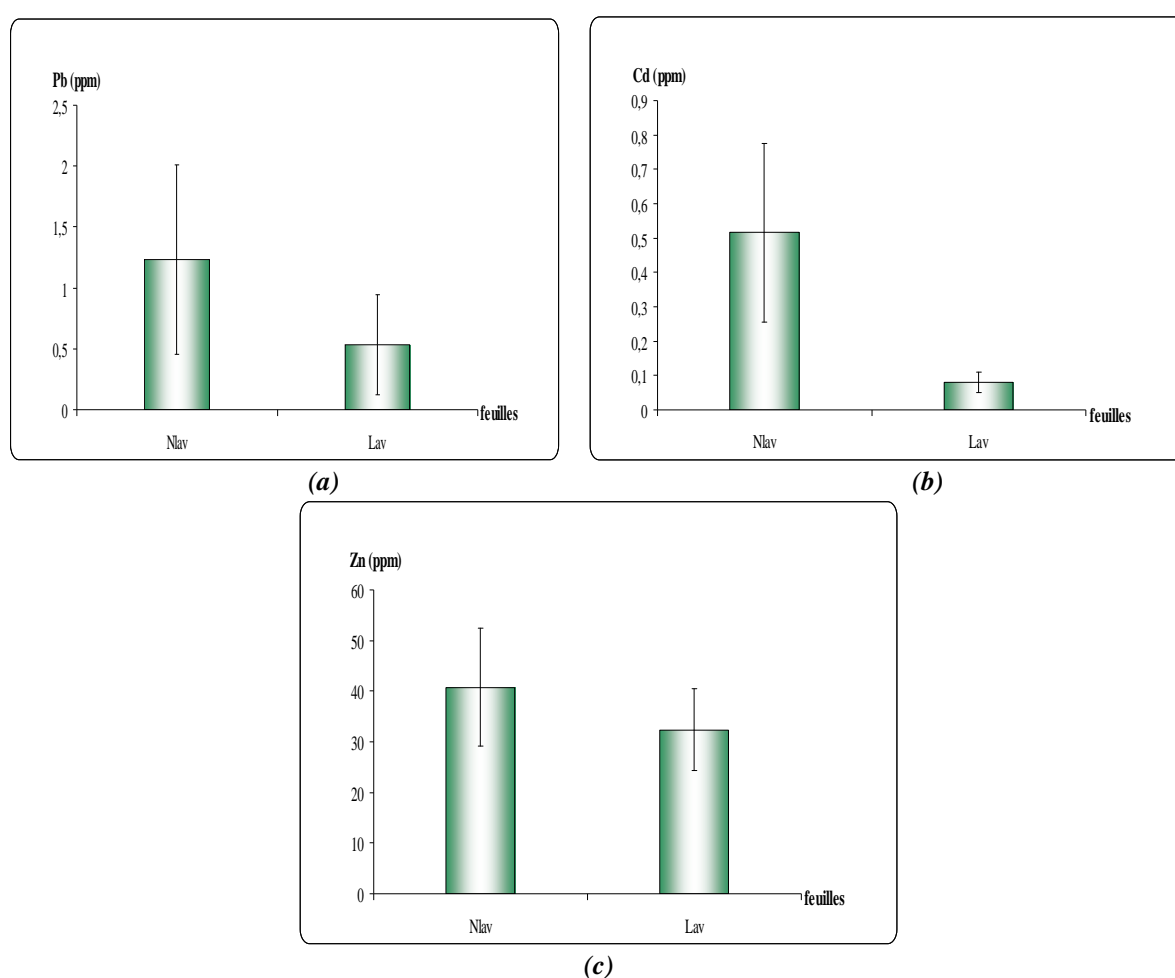 Pb (ppm)
2,5
2
1,5
1
0,5
0
Nlav
Lav
feuilles
(a)
Cd (ppm)
0,9
0,8
0,7
0,6
0,5
0,4
0,3
0,2
0,1
0
Nlav
Lav
feuilles
(b)
Zn (ppm)
60
50
40
30
20
10
0
Nlav
Lav
feuilles
(c)